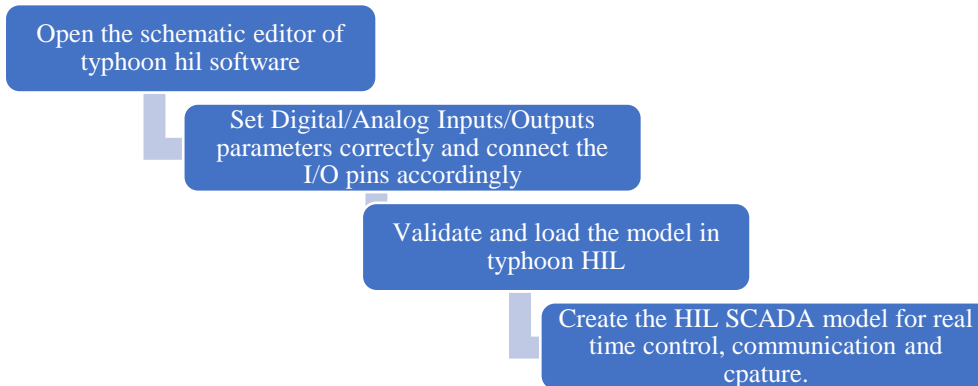 Open the schematic editor of
typhoon hil software
Set Digital/Analog Inputs/Outputs
parameters correctly and connect the
I/O pins accordingly
Validate and load the model in
typhoon HIL
Create the HIL SCADA model for real
time control, communication and
cpature.